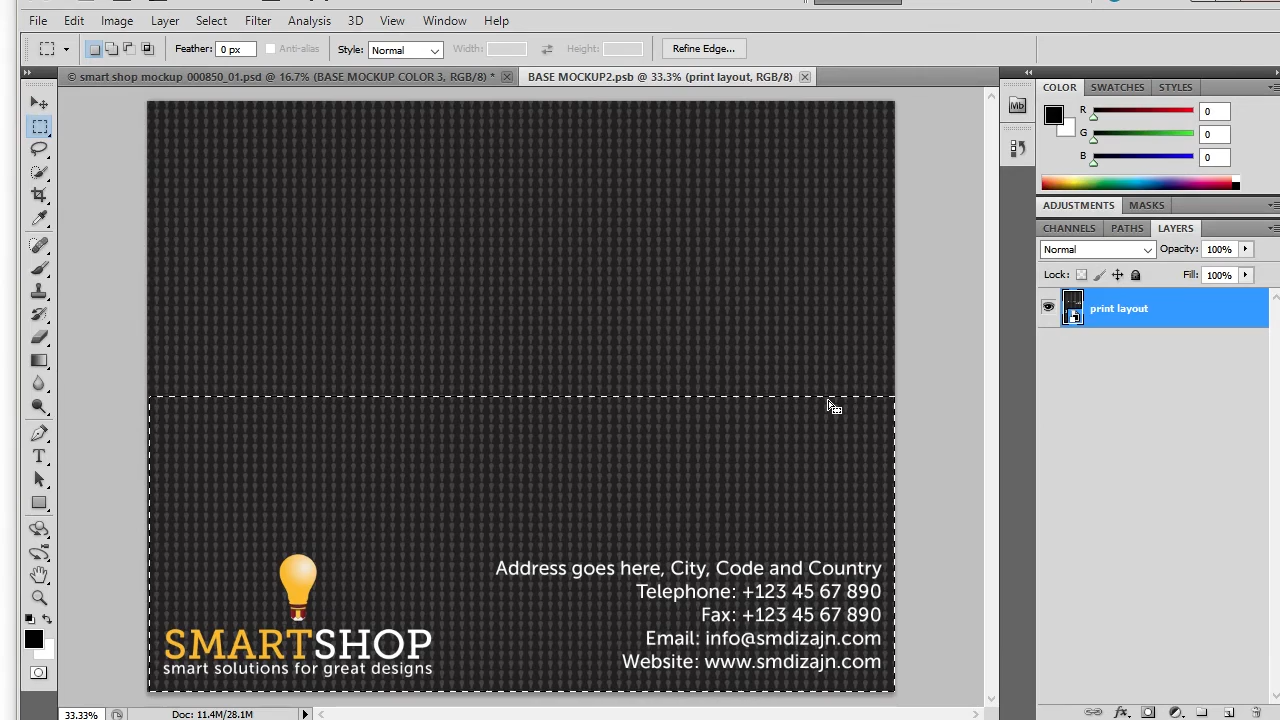 File Edit Image Layer Select Filter Analysis 3D View Window Help
Feather: 0 px Anti-alias Style: Normal Width: Height: Refine Edge...
© smart shop mockup 000850_01.psd @ 16.7% (BASE MOCKUP COLOR 3, RGB/8) * BASE MOCKUP2.psb @ 33.3% (print layout, RGB/8)
COLOR SWATCHES STYLES
Mb
R 0
G 0
B 0
ADJUSTMENTS MASKS
CHANNELS PATHS LAYERS
Normal Opacity: 100%
Lock: Fill: 100%
print layout
Address goes here, City, Code and Country
Telephone: +123 45 67 890
Fax: +123 45 67 890
Email: info@smdizajn.com
Website: www.smdizajn.com
SMARTSHOP
smart solutions for great designs
33.33% Doc: 11.4M/28.1M